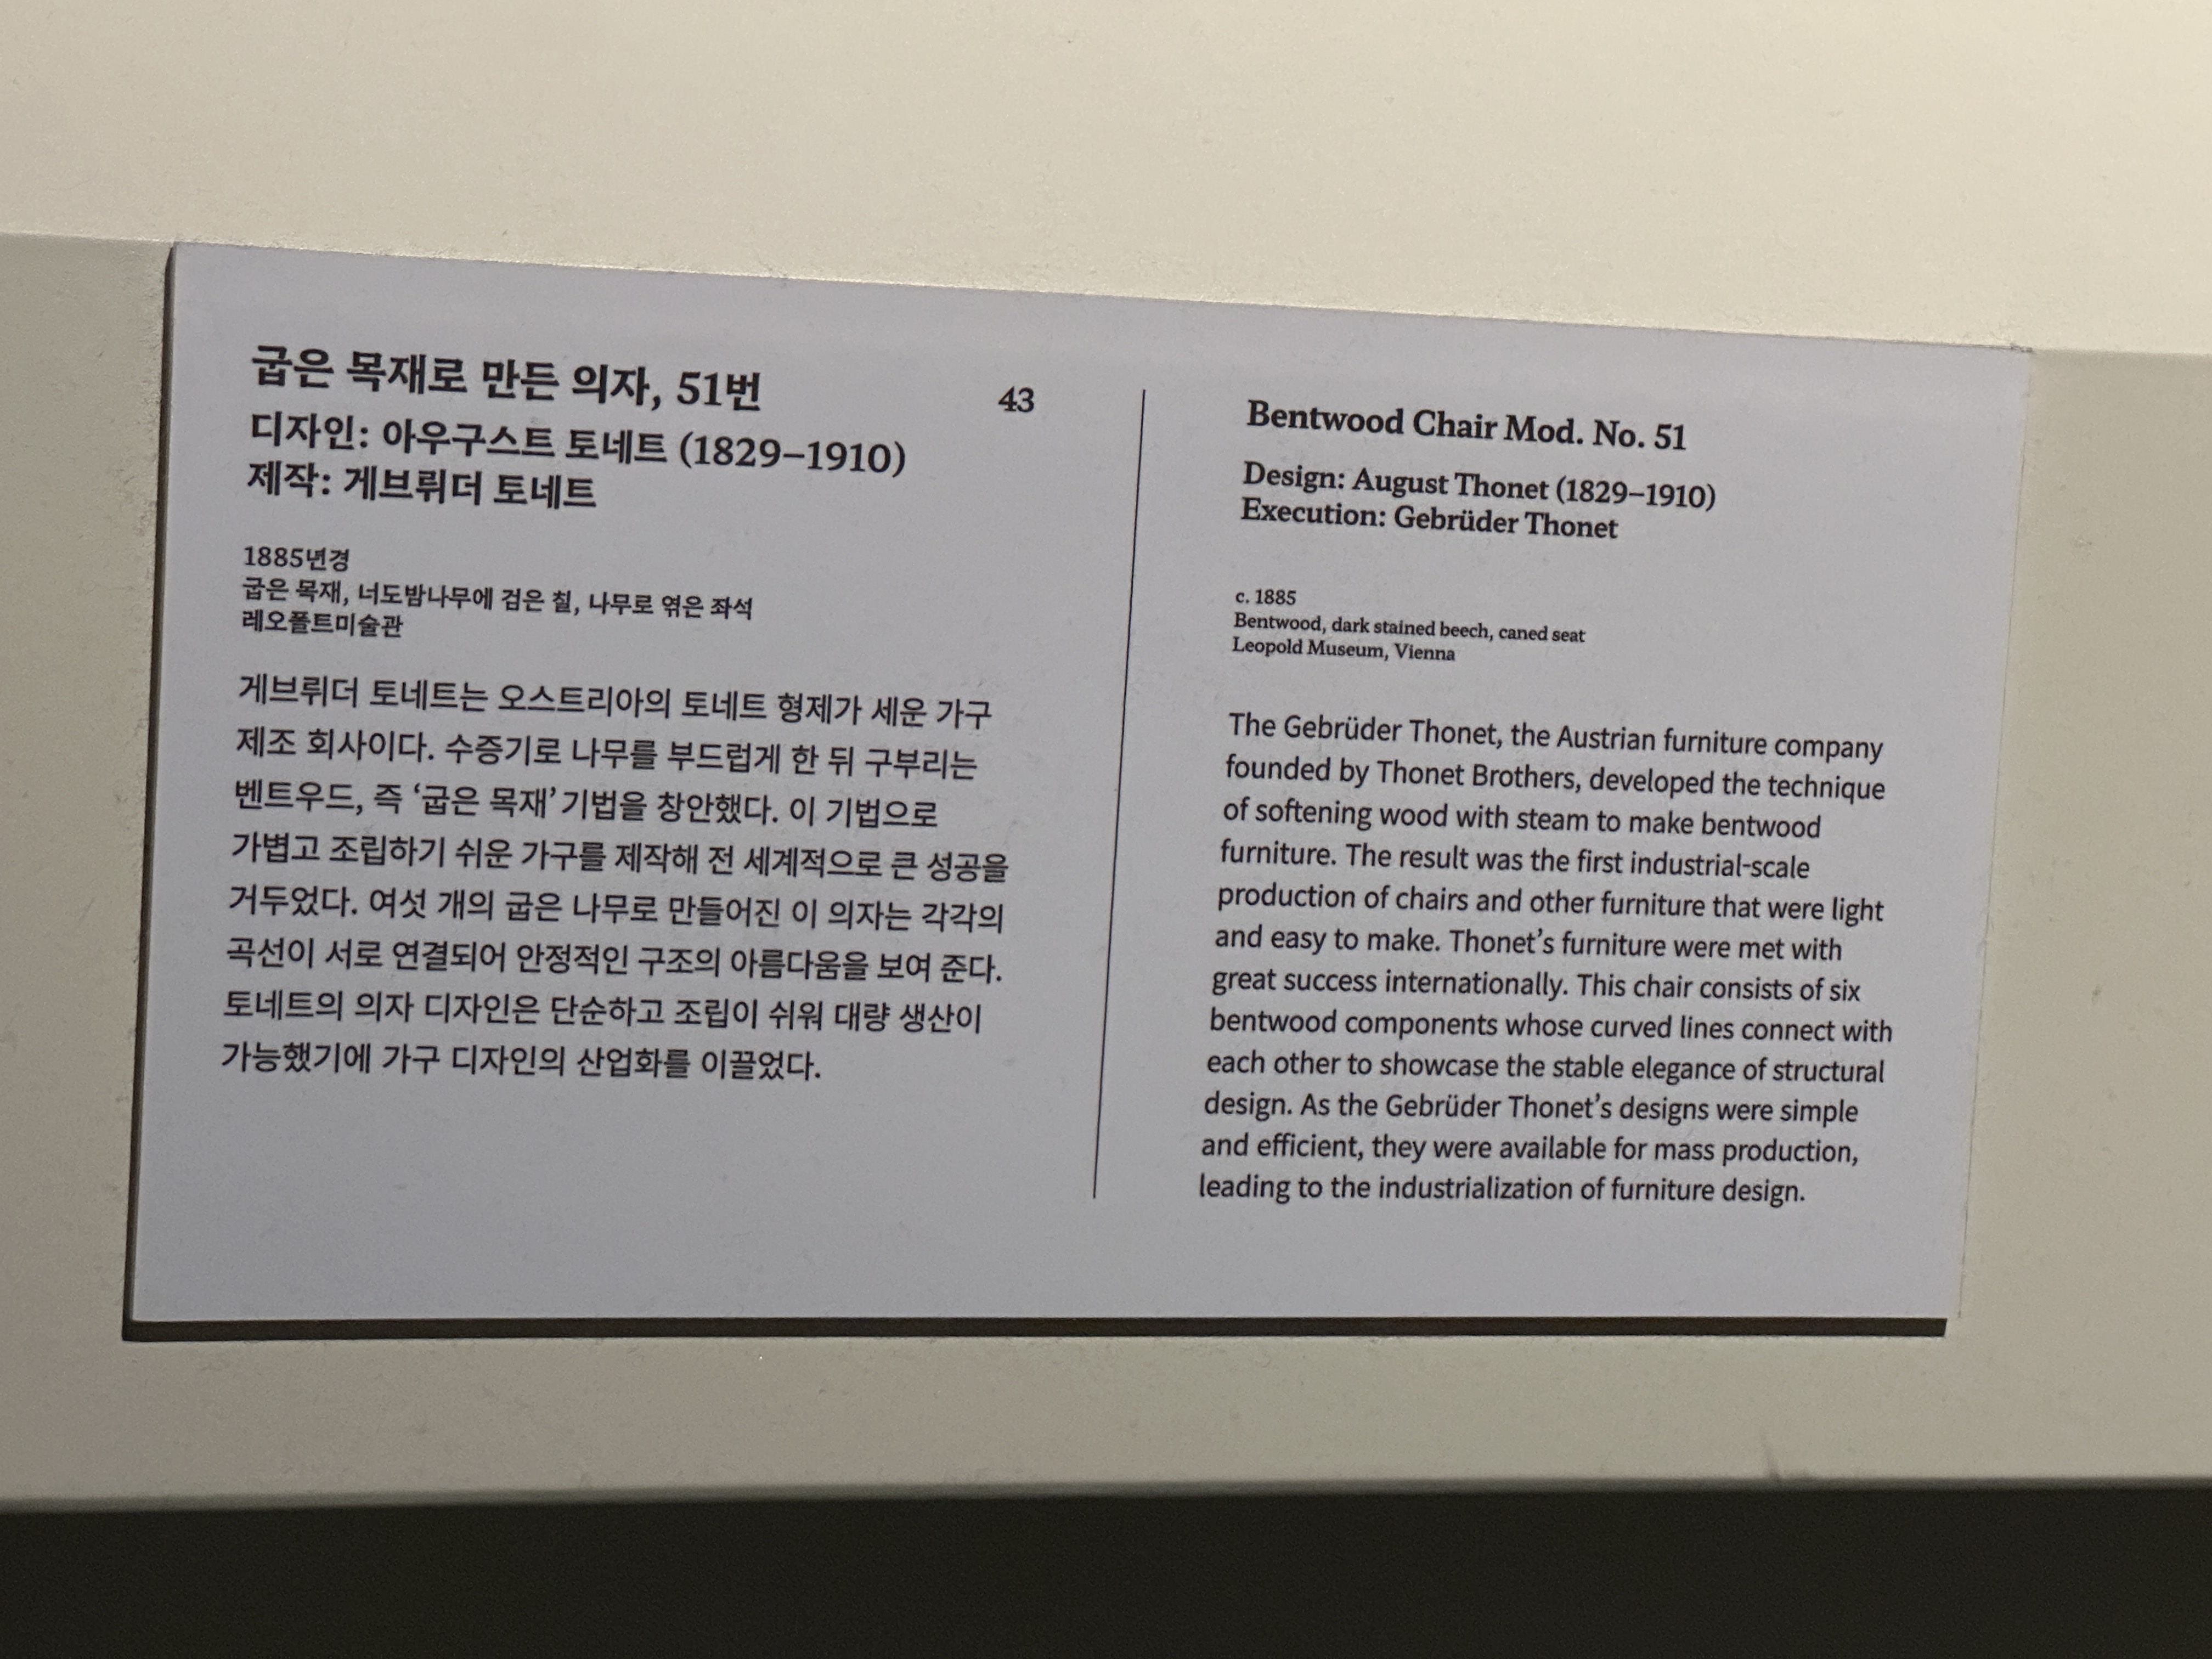 굽은 목재로 만든 의자, 51번
43
디자인: 아우구스트 토네트 (1829–1910)
제작: 게브뤼더 토네트
1885년경
굽은 목재, 너도밤나무에 검은 칠, 나무로 엮은 좌석
레오폴트미술관
게브뤼더 토네트는 오스트리아의 토네트 형제가 세운 가구
제조 회사이다. 수증기로 나무를 부드럽게 한 뒤 구부리는
벤트우드, 즉 ‘굽은 목재’ 기법을 창안했다. 이 기법으로
가볍고 조립하기 쉬운 가구를 제작해 전 세계적으로 큰 성공을
거두었다. 여섯 개의 굽은 나무로 만들어진 이 의자는 각각의
곡선이 서로 연결되어 안정적인 구조의 아름다움을 보여 준다.
토네트의 의자 디자인은 단순하고 조립이 쉬워 대량 생산이
가능했기에 가구 디자인의 산업화를 이끌었다.
Bentwood Chair Mod. No. 51
Design: August Thonet (1829–1910)
Execution: Gebrüder Thonet
c. 1885
Bentwood, dark stained beech, caned seat
Leopold Museum, Vienna
The Gebrüder Thonet, the Austrian furniture company
founded by Thonet Brothers, developed the technique
of softening wood with steam to make bentwood
furniture. The result was the first industrial-scale
production of chairs and other furniture that were light
and easy to make. Thonet’s furniture were met with
great success internationally. This chair consists of six
bentwood components whose curved lines connect with
each other to showcase the stable elegance of structural
design. As the Gebrüder Thonet’s designs were simple
and efficient, they were available for mass production,
leading to the industrialization of furniture design.